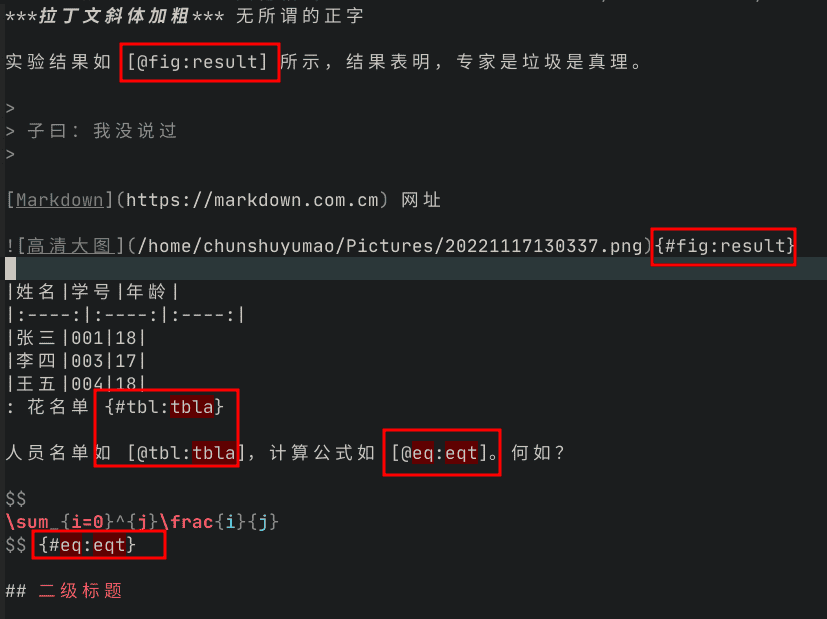 ***拉丁文斜体加粗*** 无所谓的正字
实验结果如 [@fig:result] 所示，结果表明，专家是垃圾是真理。
>
> 子曰：我没说过
>
[Markdown](https://markdown.com.cm) 网址
![高清大图](/home/chunshuyumao/Pictures/20221117130337.png){#fig:result}
|姓名|学号|年龄|
|:----:|:----:|:----:|
|张三|001|18|
|李四|003|17|
|王五|004|18|
: 花名单 {#tbl:tbla}
人员名单如 [@tbl:tbla]，计算公式如 [@eq:eqt]。何如？
$$
\sum_{i=0}^{j}\frac{i}{j}
$$ {#eq:eqt}
## 二级标题